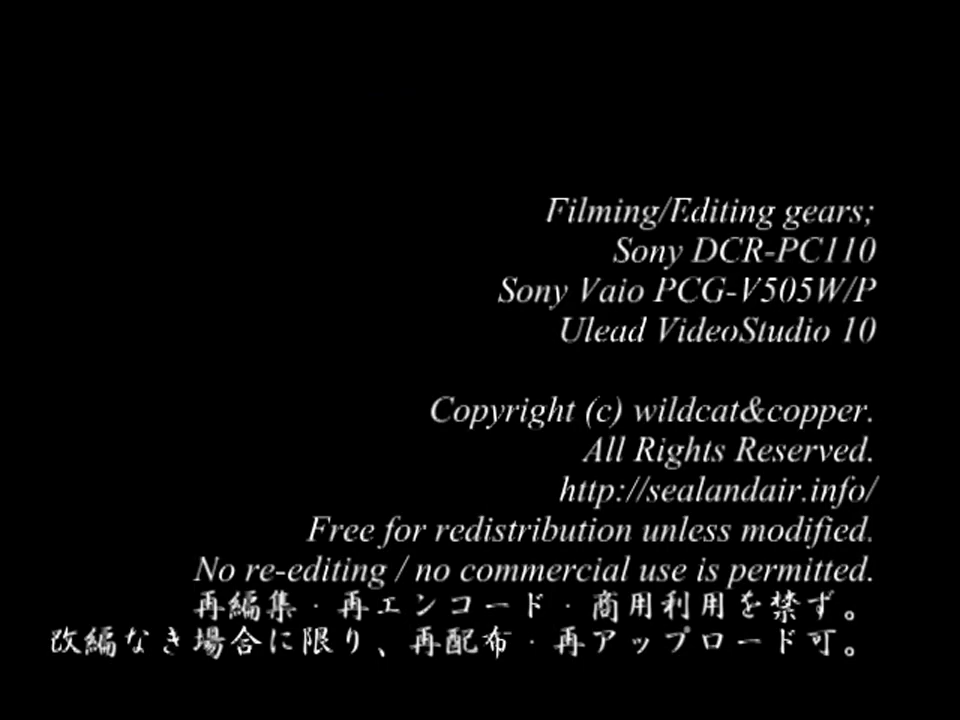 Filming/Editing gears;
Sony DCR-PC110
Sony Vaio PCG-V505W/P
Ulead VideoStudio 10
Copyright (c) wildcat&copper.
All Rights Reserved.
http://sealandair.info/
Free for redistribution unless modified.
No re-editing / no commercial use is permitted.
再編集・再エンコード・商用利用を禁ず。
改編なき場合に限り、再配布・再アップロード可。